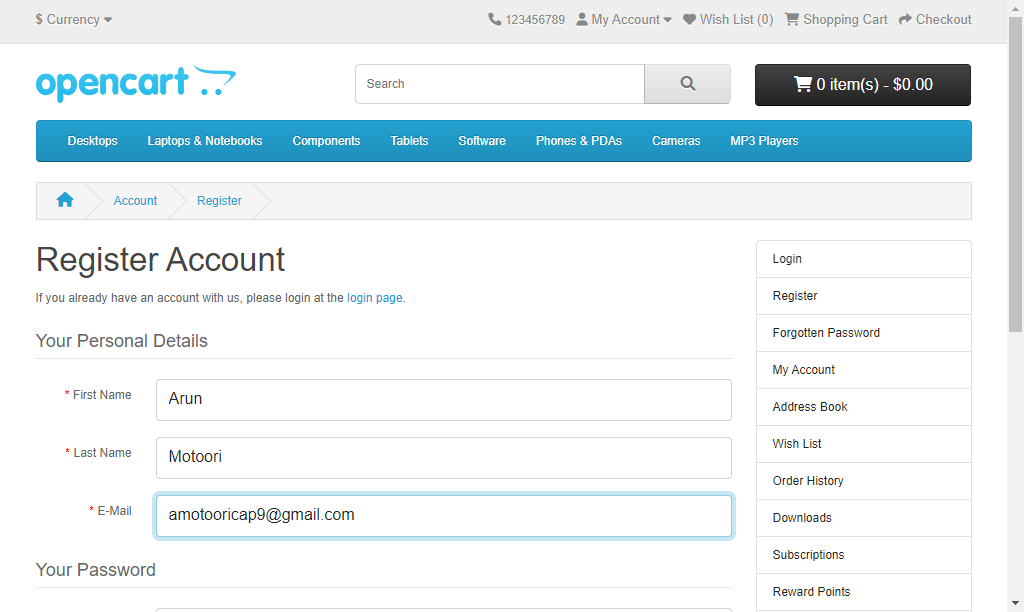 $ Currency
123456789 My Account Wish List (0) Shopping Cart Checkout
opencart
Search
0 item(s) - $0.00
Desktops Laptops & Notebooks Components Tablets Software Phones & PDAs Cameras MP3 Players
Account Register
Register Account
If you already have an account with us, please login at the login page.
Your Personal Details
* First Name
Arun
* Last Name
Motoori
* E-Mail
amotooricap9@gmail.com
Your Password
Login
Register
Forgotten Password
My Account
Address Book
Wish List
Order History
Downloads
Subscriptions
Reward Points